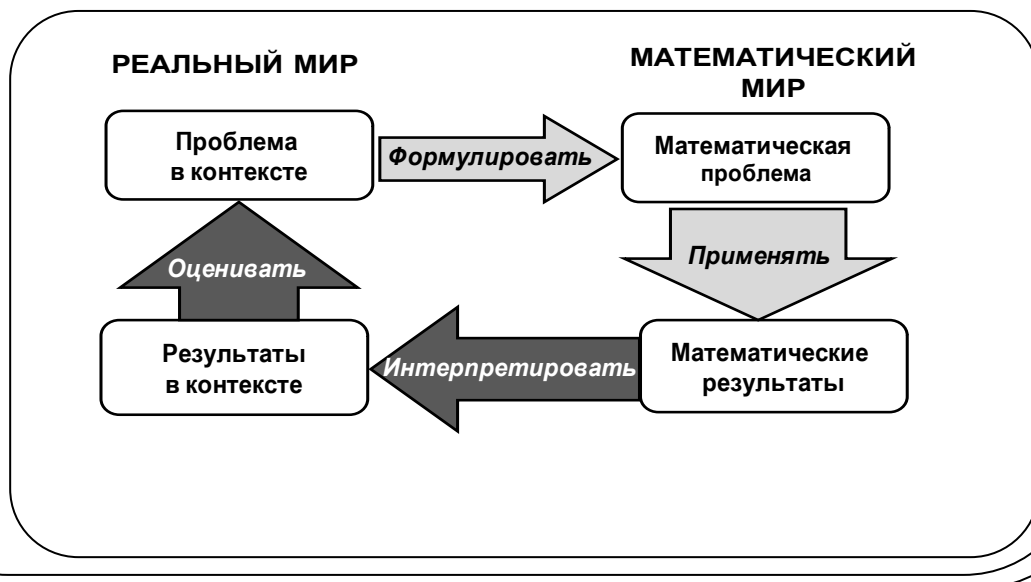 РЕАЛЬНЫЙ МИР
МАТЕМАТИЧЕСКИЙ
МИР
Проблема
в контексте
Формулировать
Математическая
проблема
Оценивать
Применять
Результаты
в контексте
Интерпретировать
Математические
результаты